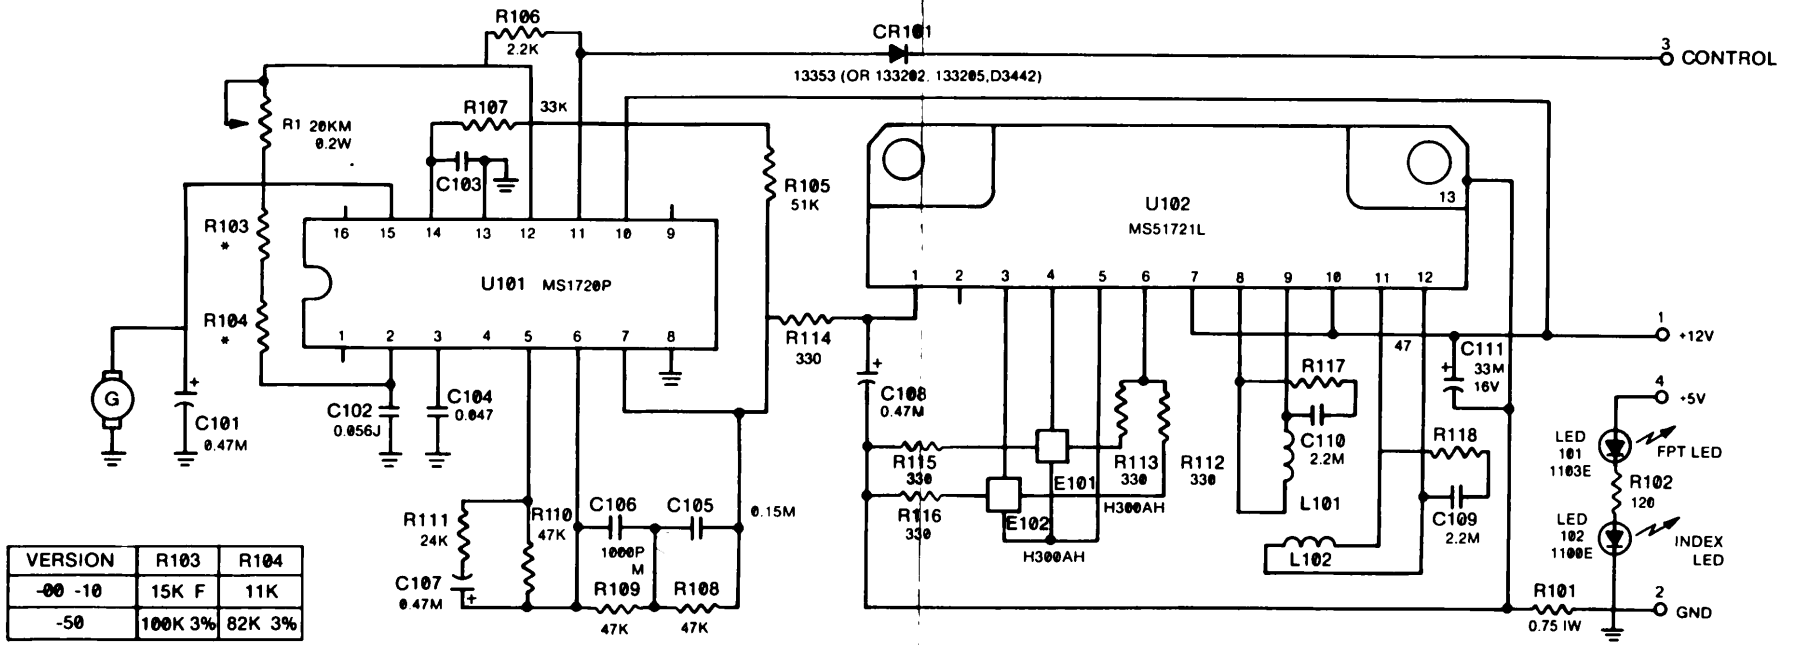 R106
2.2K
CR101
13353 (OR 133202. 133205,D3442)
3
CONTROL
R107
33K
R1 20KM
0.2W
C103
R105
51K
R103
*
R104
*
16 15 14 13 12 11 10 9
U101 MS1720P
1 2 3 4 5 6 7 8
U102
MS51721L
13
1 2 3 4 5 6 7 8 9 10 11 12
R114
330
1
+12V
47
C111
33M
16V
+
R117
4
+5V
G
+
C101
0.47M
C102
0.056J
C104
0.047
+
C108
0.47M
C110
2.2M
R118
LED
101
1103E
FPT LED
R115
330
E101
R113
330
R112
330
R102
120
R116
330
E102
H300AH
H300AH
L101
C109
2.2M
LED
102
1100E
INDEX
LED
L102
R111
24K
R110
47K
C106
1000P
M
C105
0.15M
C107
0.47M
+
R109
47K
R108
47K
R101
0.75 IW
2
GND
VERSION R103 R104
-00 -10 15K F 11K
-50 100K 3% 82K 3%